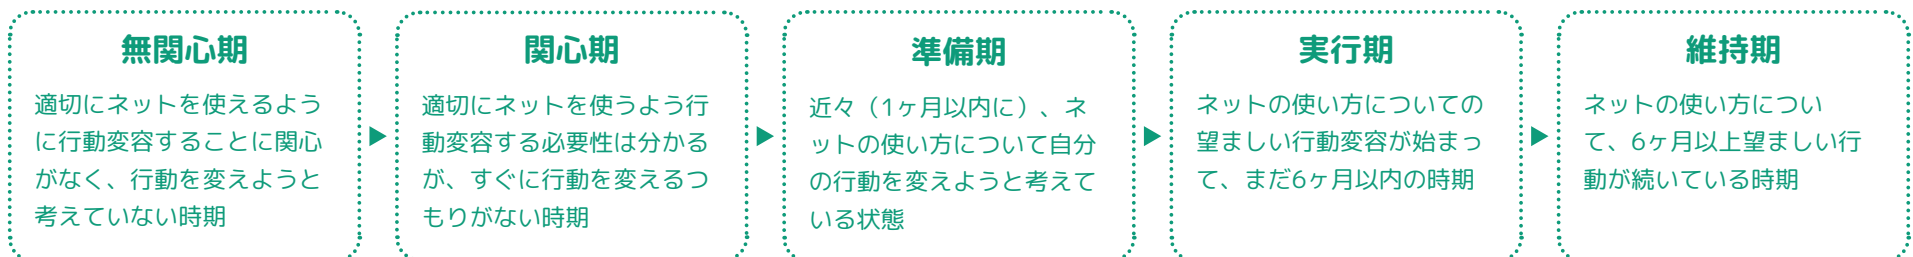 無関心期
適切にネットを使えるよう
に行動変容することに関心
がなく、行動を変えようと
考えていない時期
関心期
適切にネットを使うよう行
動変容する必要性は分かる
が、すぐに行動を変えるつ
もりがない時期
準備期
近々（1ヶ月以内に）、ネ
ットの使い方について自分
の行動を変えようと考えて
いる状態
実行期
ネットの使い方についての
望ましい行動変容が始まっ
て、まだ6ヶ月以内の時期
維持期
ネットの使い方につい
て、6ヶ月以上望ましい行
動が続いている時期